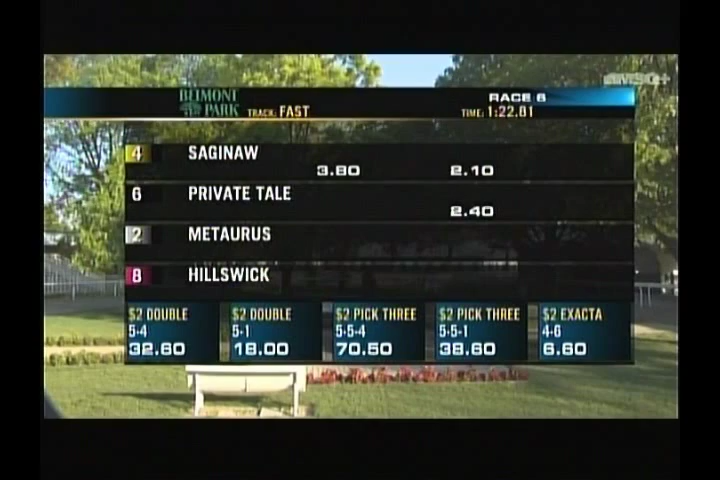 MSG+
BELMONT
PARK
TRACK: FAST
RACE 6
TIME: 1:22.81
4 SAGINAW
3.80 2.10
6 PRIVATE TALE
2.40
2 METAURUS
8 HILLSWICK
$2 DOUBLE $2 DOUBLE $2 PICK THREE $2 PICK THREE $2 EXACTA
5-4 5-1 5-5-4 5-5-1 4-6
32.60 18.00 70.50 38.60 6.60